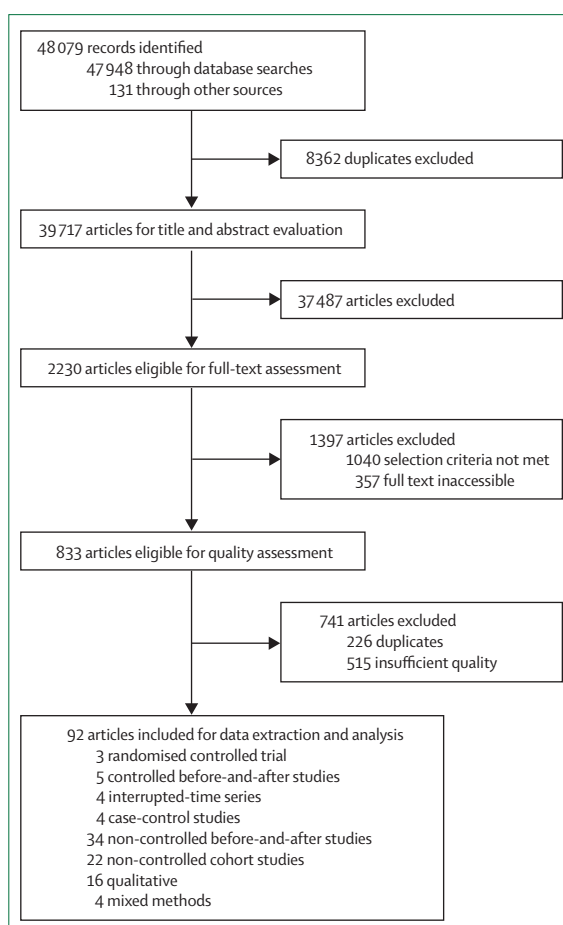 48 079 records identified
47 948 through database searches
131 through other sources
8362 duplicates excluded
39 717 articles for title and abstract evaluation
37 487 articles excluded
2230 articles eligible for full-text assessment
1397 articles excluded
1040 selection criteria not met
357 full text inaccessible
833 articles eligible for quality assessment
741 articles excluded
226 duplicates
515 insufficient quality
92 articles included for data extraction and analysis
3 randomised controlled trial
5 controlled before-and-after studies
4 interrupted-time series
4 case-control studies
34 non-controlled before-and-after studies
22 non-controlled cohort studies
16 qualitative
4 mixed methods